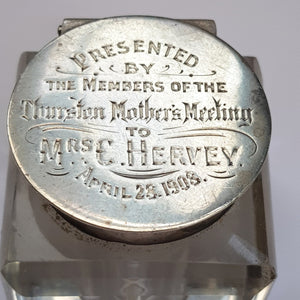 PRESENTED
BY
THE MEMBERS OF THE
Thurston Mother's Meeting
TO
MRS C. HERVEY.
APRIL 23. 1908.